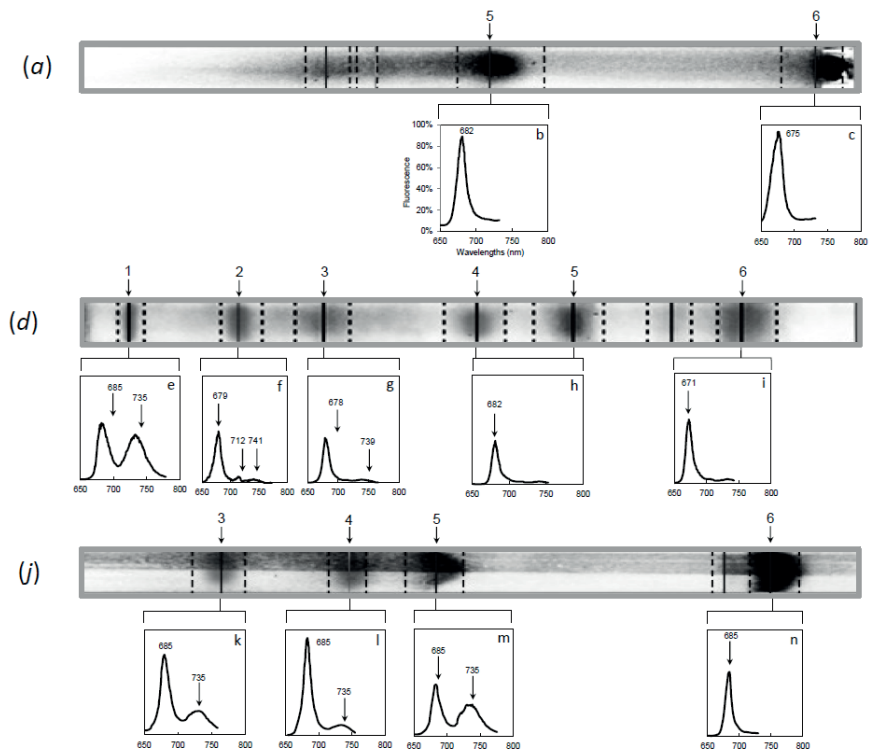 5 6
(a)
100%
80%
60%
40%
20%
0%
Fluorescence
682
b
650 700 750 800
Wavelengths (nm)
675
c
650 700 750 800
1 2 3 4 5 6
(d)
685
735
e
650 700 750 800
679
712 741
f
650 700 750 800
678
739
g
650 700 750 800
682
h
650 700 750 800
671
i
650 700 750 800
3 4 5 6
(j)
685
735
k
650 700 750 800
685
735
l
650 700 750 800
685
735
m
650 700 750 800
685
n
650 700 750 800